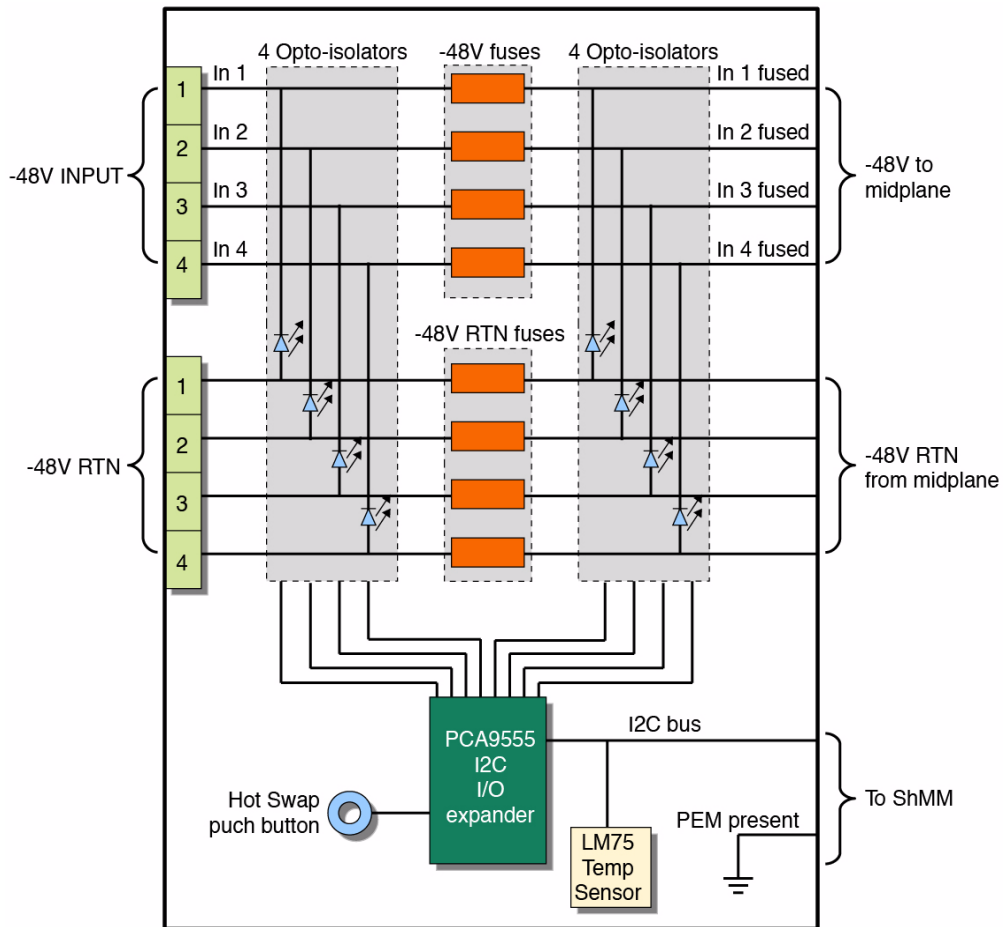 4 Opto-isolators
-48V fuses
4 Opto-isolators
In 1
In 1 fused
1
In 2
In 2 fused
2
-48V INPUT
-48V to
midplane
In 3
In 3 fused
3
In 4
In 4 fused
4
-48V RTN fuses
1
2
-48V RTN
-48V RTN
from midplane
3
4
PCA9555
I2C
I/O
expander
I2C bus
Hot Swap
puch button
To ShMM
PEM present
LM75
Temp
Sensor